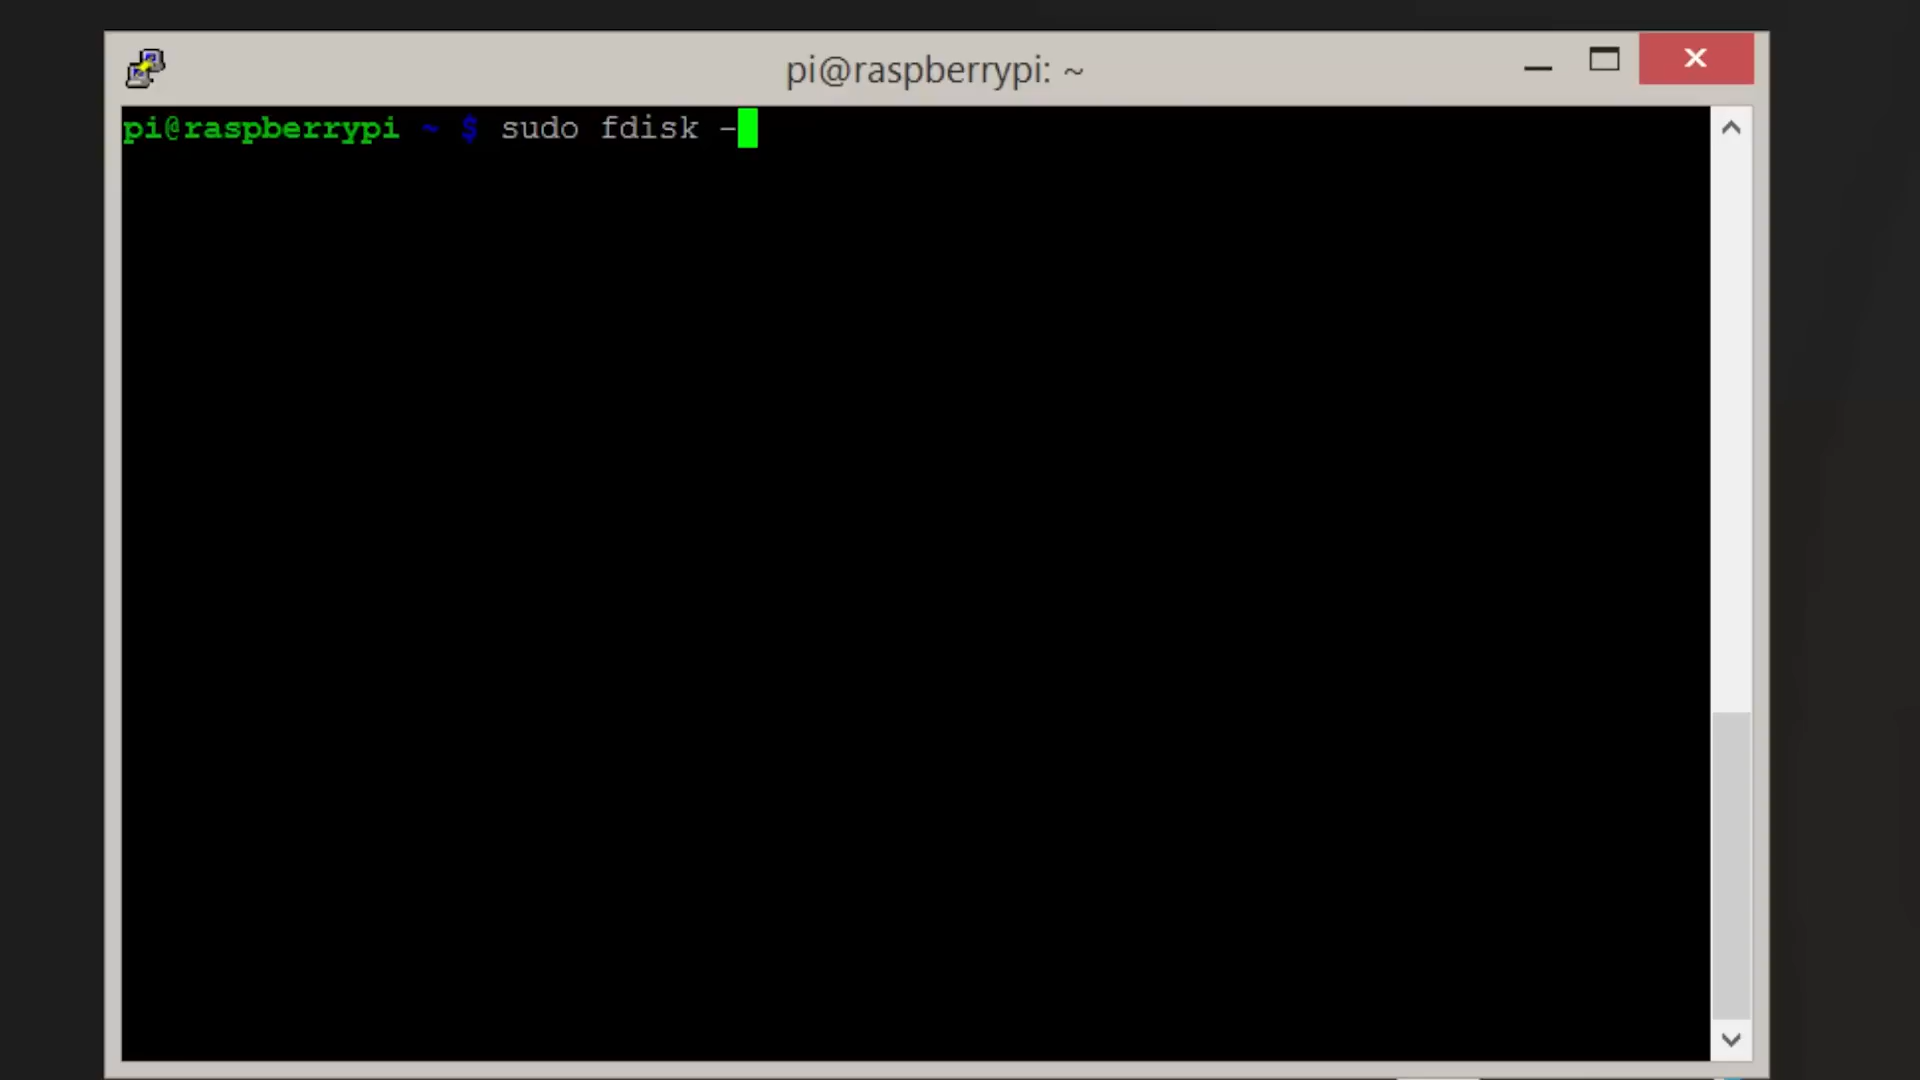 pi@raspberrypi: ~
pi@raspberrypi ~ $ sudo fdisk -